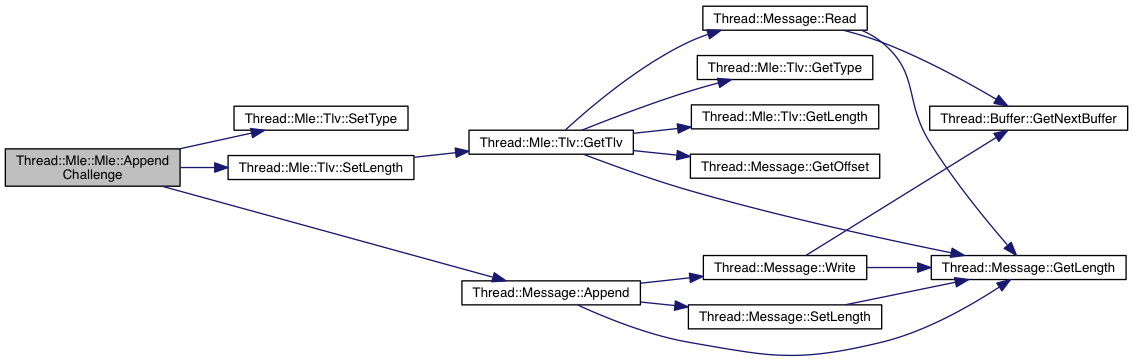 Thread::Message::Read
Thread::Mle::Tlv::GetType
Thread::Mle::Tlv::SetType
Thread::Mle::Tlv::GetLength
Thread::Buffer::GetNextBuffer
Thread::Mle::Tlv::GetTlv
Thread::Mle::Mle::Append
Challenge
Thread::Mle::Tlv::SetLength
Thread::Message::GetOffset
Thread::Message::Write
Thread::Message::GetLength
Thread::Message::Append
Thread::Message::SetLength